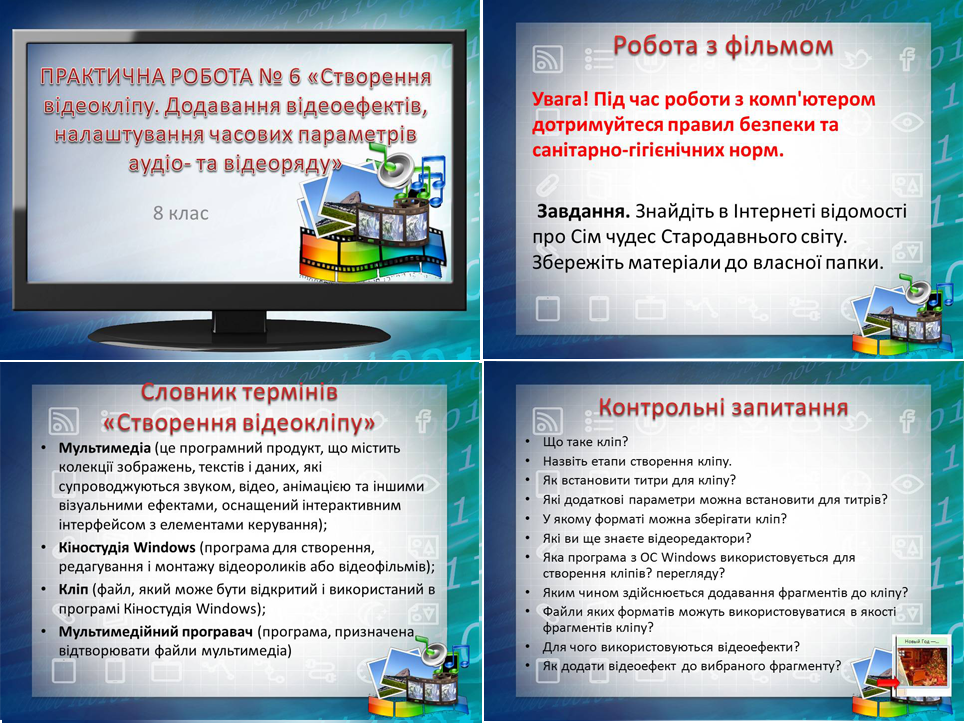 ПРАКТИЧНА РОБОТА № 6 «Створення
відеокліпу. Додавання відеоефектів,
налаштування часових параметрів
аудіо- та відеоряду»
8 клас
Робота з фільмом
Увага! Під час роботи з комп'ютером
дотримуйтеся правил безпеки та
санітарно-гігієнічних норм.
Завдання. Знайдіть в Інтернеті відомості
про Сім чудес Стародавнього світу.
Збережіть матеріали до власної папки.
Словник термінів
«Створення відеокліпу»
• Мультимедіа (це програмний продукт, що містить
колекції зображень, текстів і даних, які
супроводжуються звуком, відео, анімацією та іншими
візуальними ефектами, оснащений інтерактивним
інтерфейсом з елементами керування);
• Кіностудія Windows (програма для створення,
редагування і монтажу відеороликів або відеофільмів);
• Кліп (файл, який може бути відкритий і використаний в
програмі Кіностудія Windows);
• Мультимедійний програвач (програма, призначена
відтворювати файли мультимедіа)
Контрольні запитання
• Що таке кліп?
• Назвіть етапи створення кліпу.
• Як встановити титри для кліпу?
• Які додаткові параметри можна встановити для титрів?
• У якому форматі можна зберігати кліп?
• Які ви ще знаєте відеоредактори?
• Яка програма з ОС Windows використовується для
створення кліпів? перегляду?
• Яким чином здійснюється додавання фрагментів до кліпу?
• Файли яких форматів можуть використовуватися в якості
фрагментів кліпу?
• Для чого використовуються відеоефекти?
• Як додати відеоефект до вибраного фрагменту?
Новый Год —...